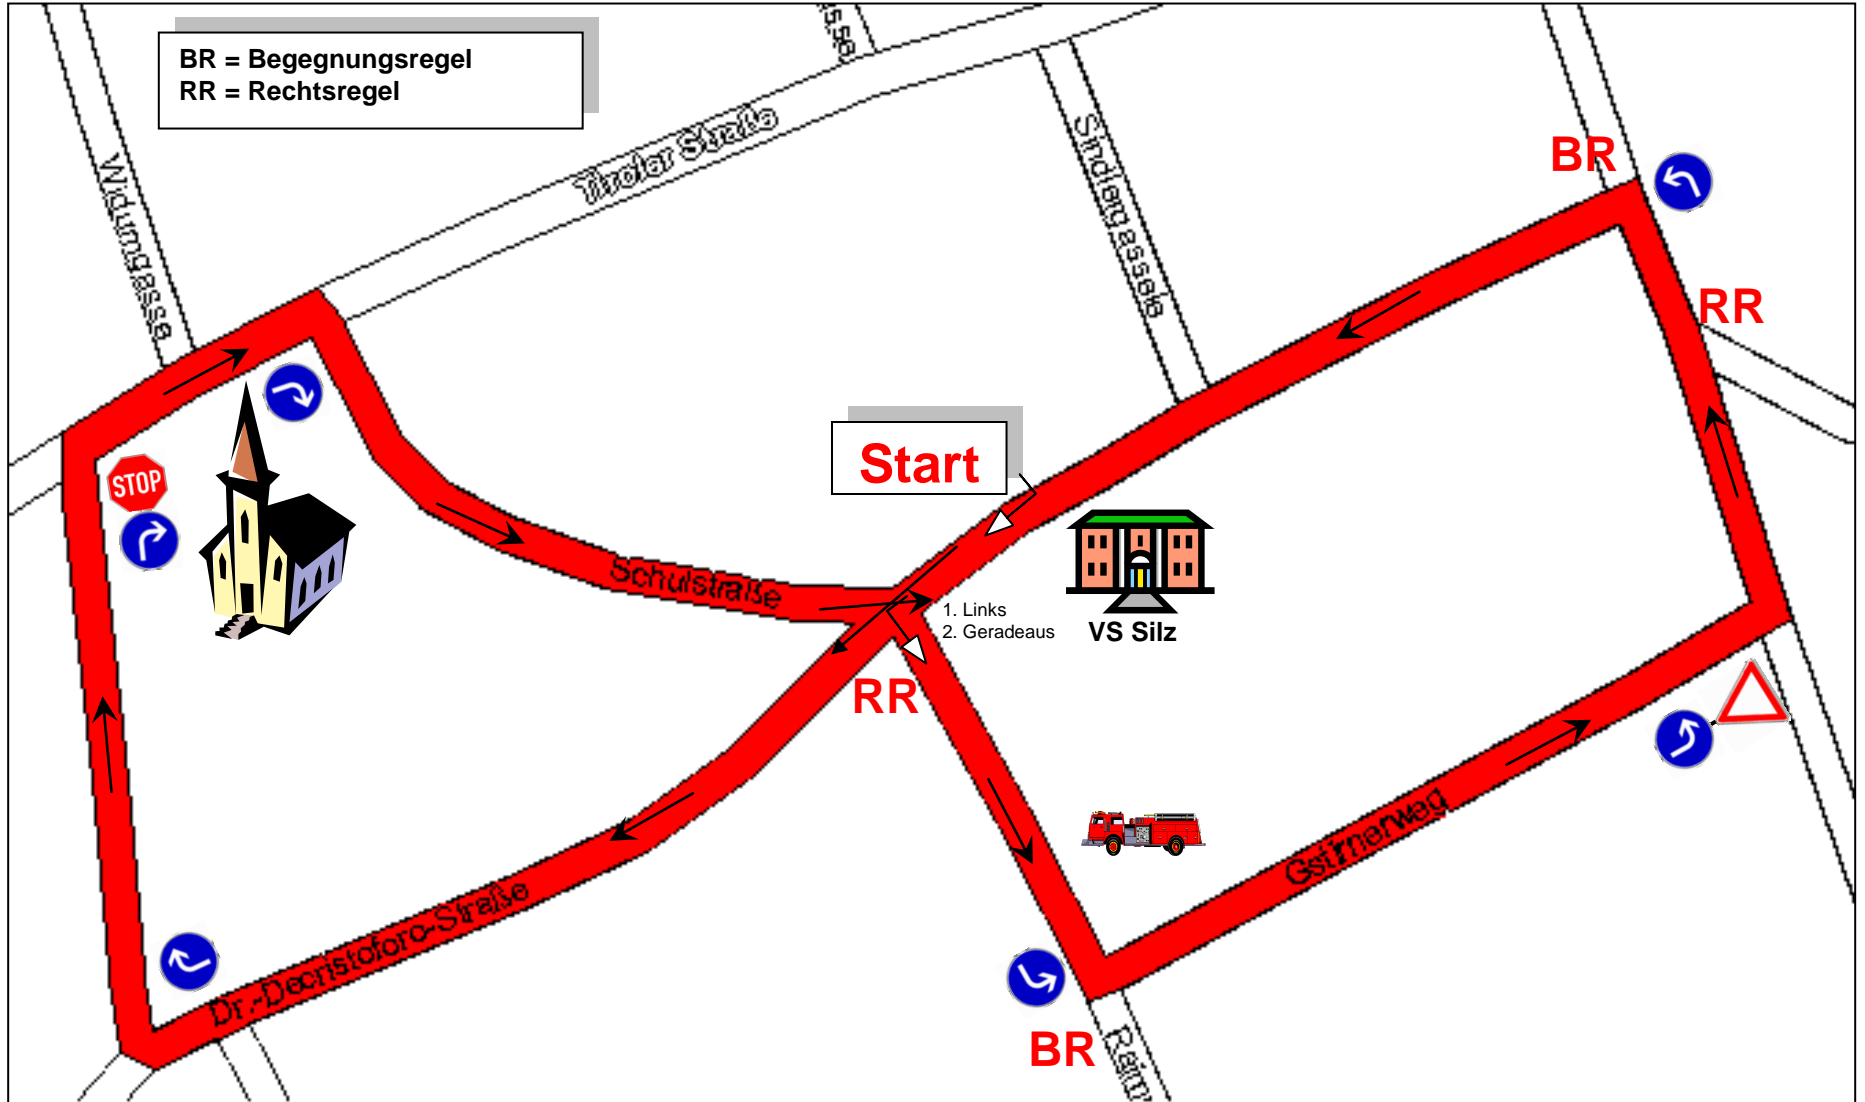 BR = Begegnungsregel
RR = Rechtsregel
Tiroler Straße
Widumgasse
BR
RR
STOP
Start
Schulstraße
1. Links
2. Geradeaus
VS Silz
RR
Gstirnerweg
Dr.-Decristoforo-Straße
BR